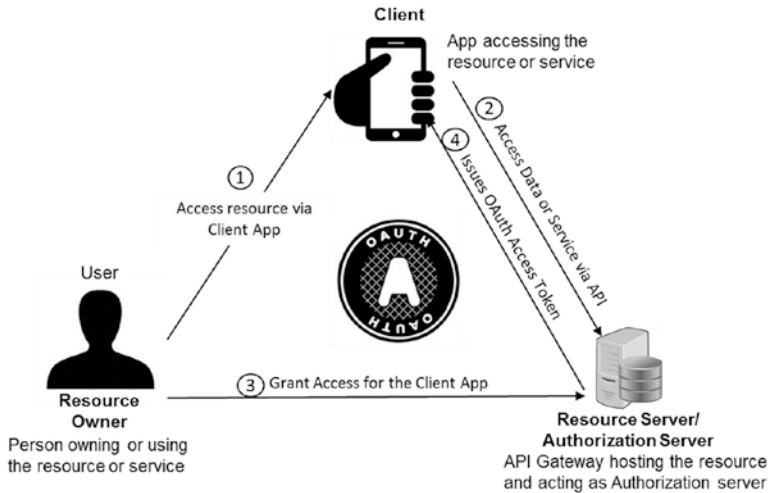 Client
App accessing the
resource or service
②
Access Data or Service via API
④
Issues OAuth Access Token
①
Access resource via
Client App
OAUTH
A
OAUTH
User
③ Grant Access for the Client App
Resource
Owner
Person owning or using
the resource or service
Resource Server/
Authorization Server
API Gateway hosting the resource
and acting as Authorization server